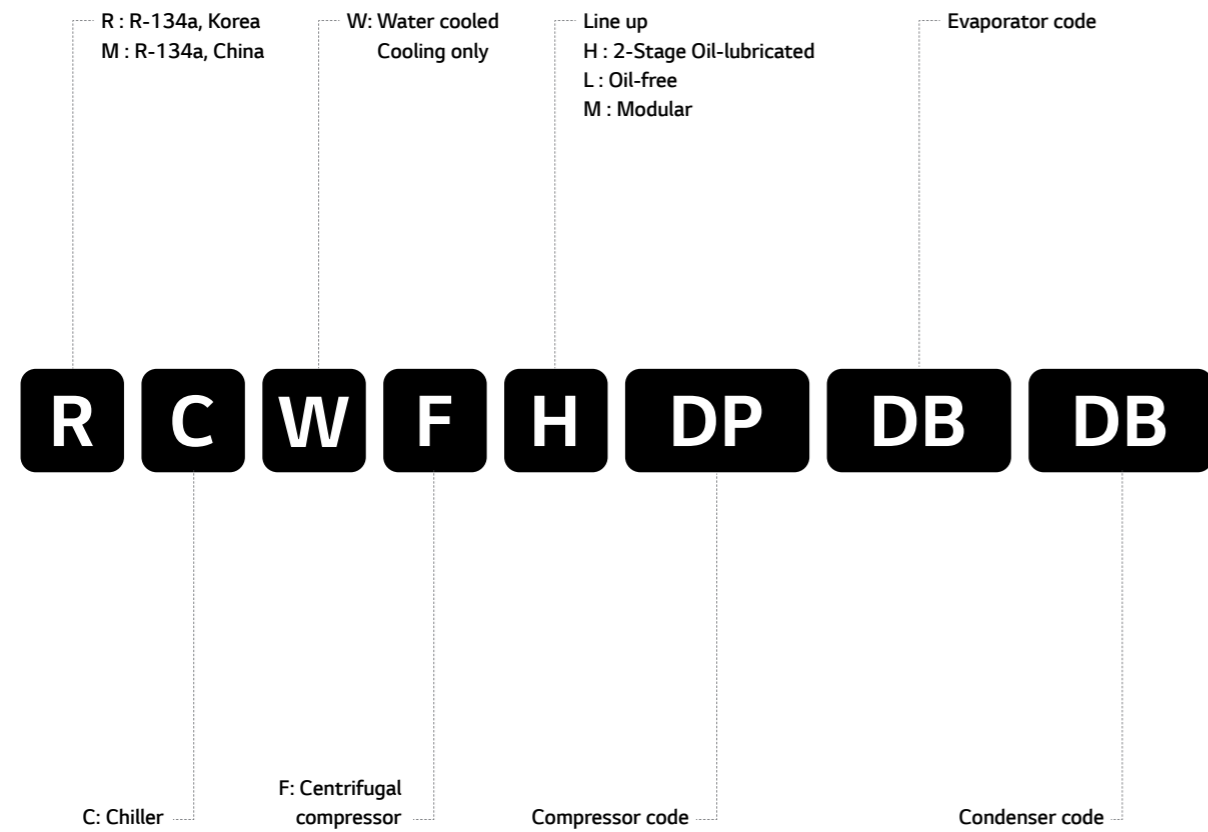 R : R-134a, Korea
M : R-134a, China
W: Water cooled
Cooling only
Line up
H : 2-Stage Oil-lubricated
L : Oil-free
M : Modular
Evaporator code
R C W F H DP DB DB
C: Chiller
F: Centrifugal
compressor
Compressor code
Condenser code